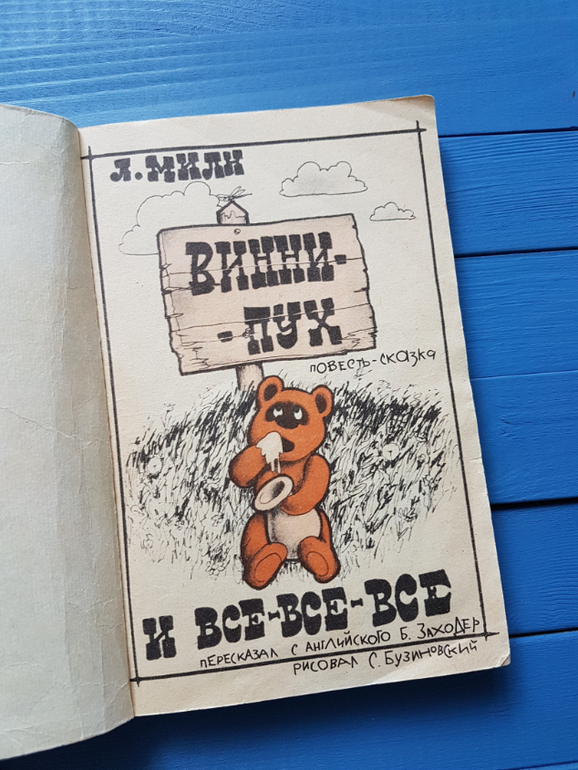 А. МИЛН
ВИННИ-
-ПУХ
ПОВЕСТЬ-СКАЗКА
И ВСЕ-ВСЕ-ВСЕ
ПЕРЕСКАЗАЛ С АНГЛИЙСКОГО Б. ЗАХОДЕР
РИСОВАЛ С. БУЗИНОВСКИЙ